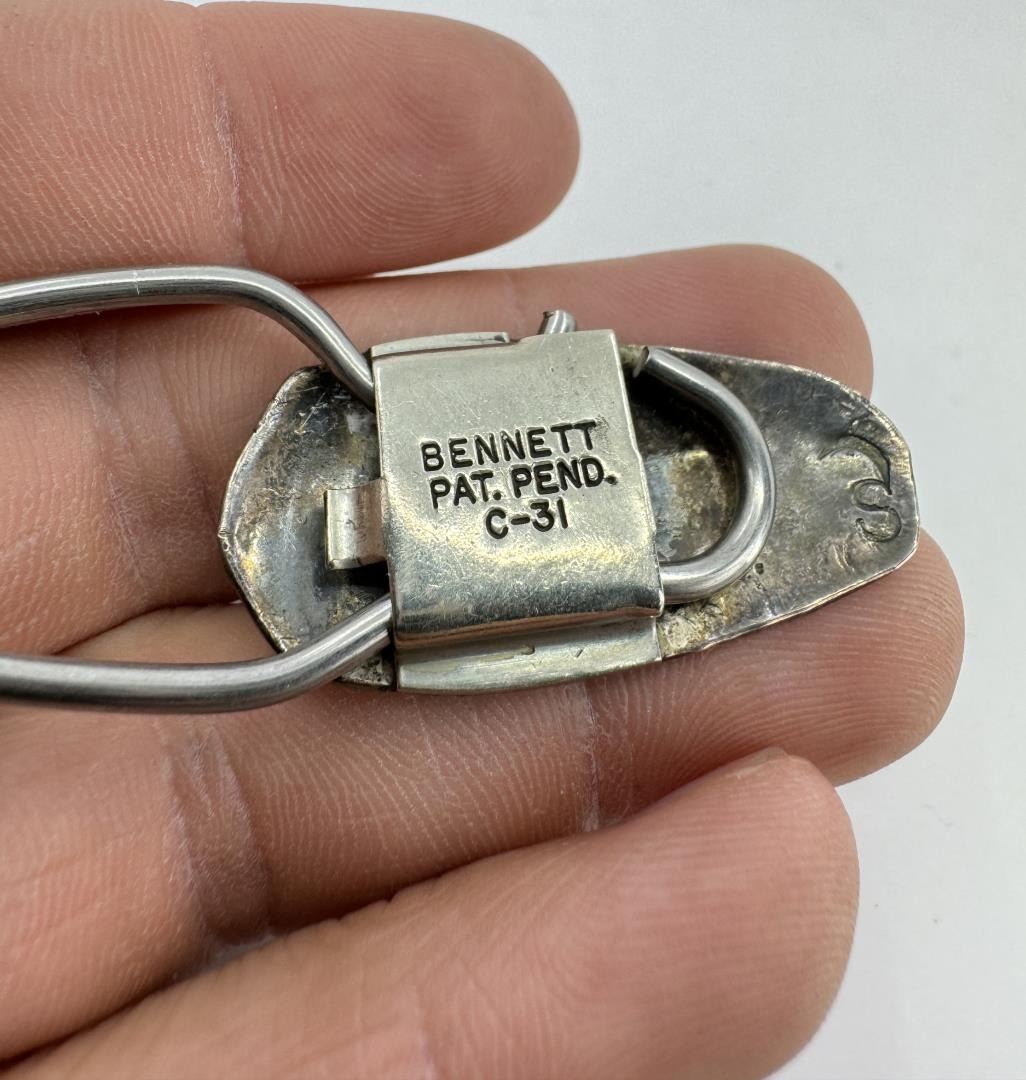 BENNETT
PAT. PEND.
C-31
S